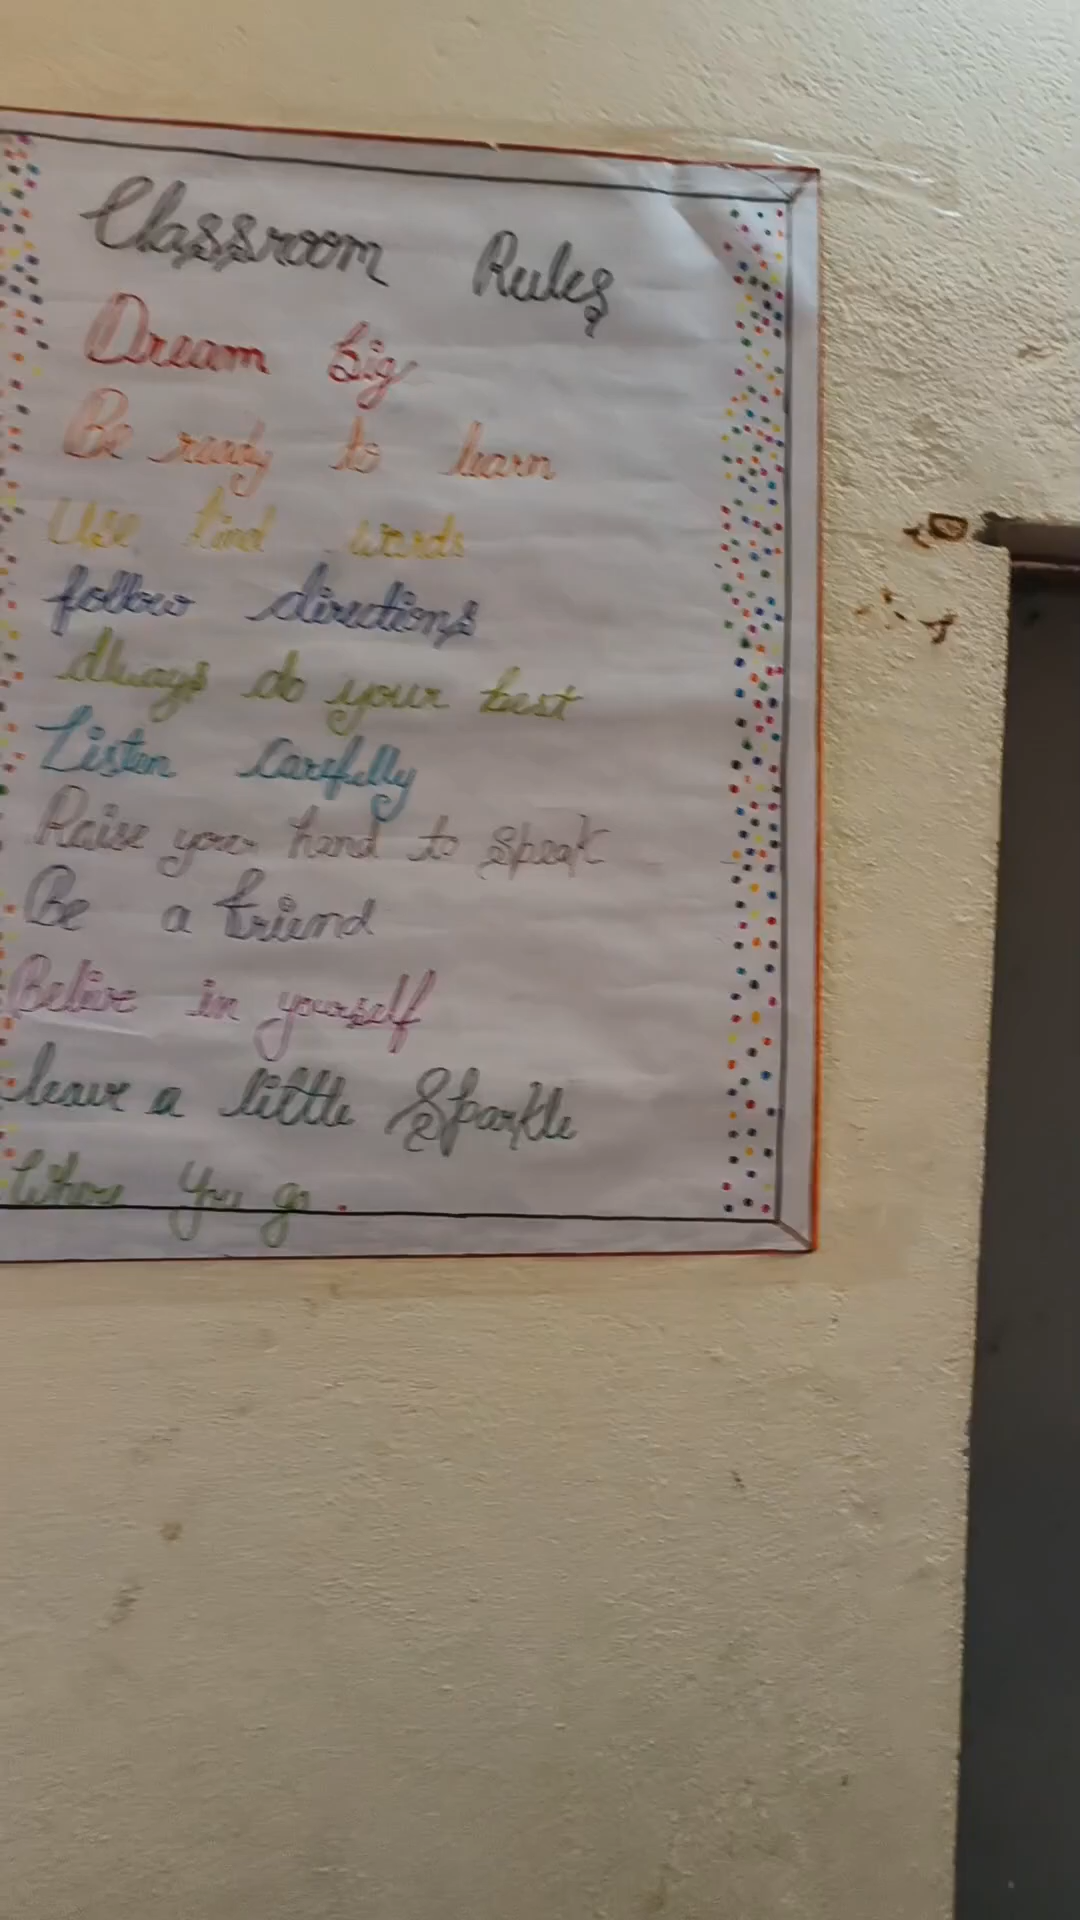 Classroom Rules
Dream big
Be ready to learn
Use kind words
follow directions
Always do your best
Listen carefully
Raise your hand to speak
Be a friend
Belive in yourself
leave a little Sparkle
Where You go.